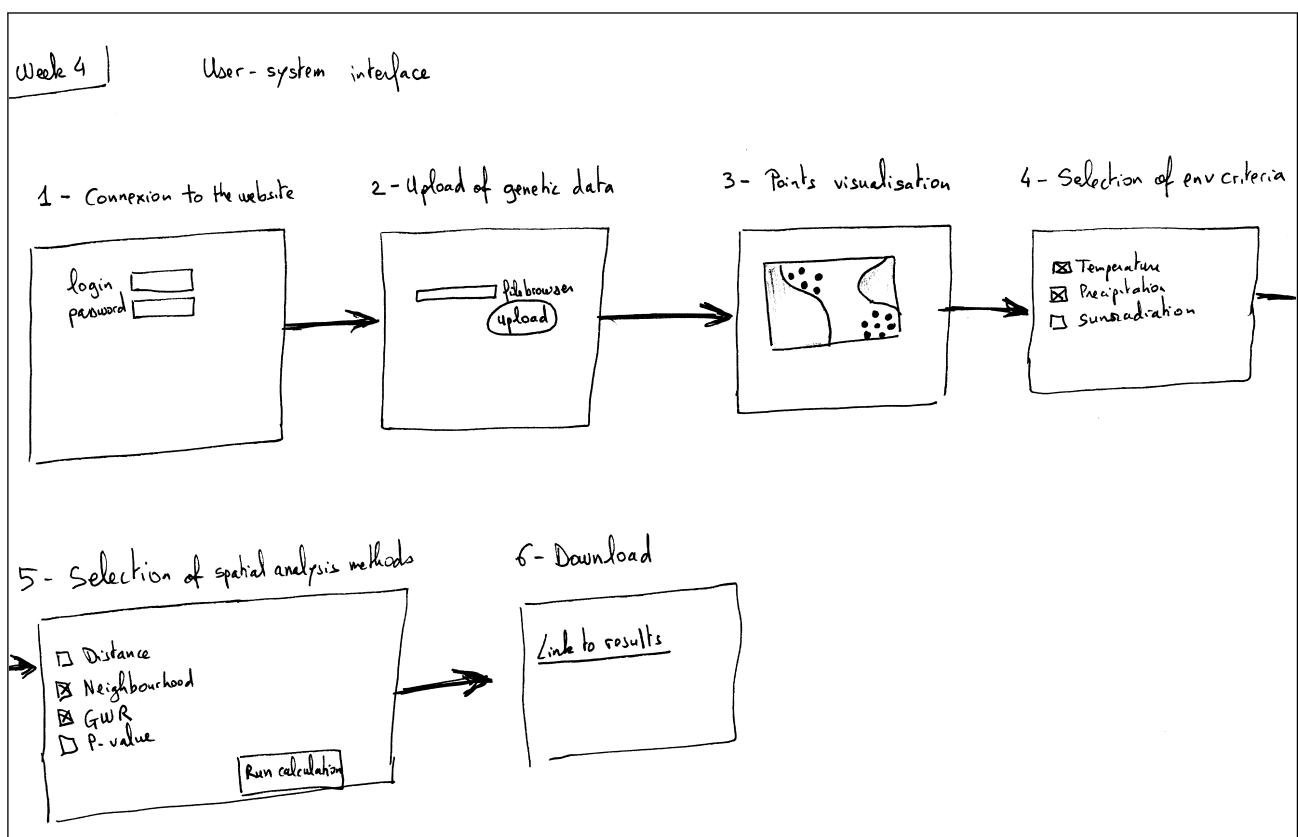 Week 4
User-system interface
1 - Connexion to the website
2 - Upload of genetic data
3 - Points visualisation
4 - Selection of env criteria
login
password
file browser
upload
Temperature
Precipitation
sunradiation
5 - Selection of spatial analysis methods
6 - Download
Distance
Neighbourhood
GWR
P-value
Run calculation
Link to results